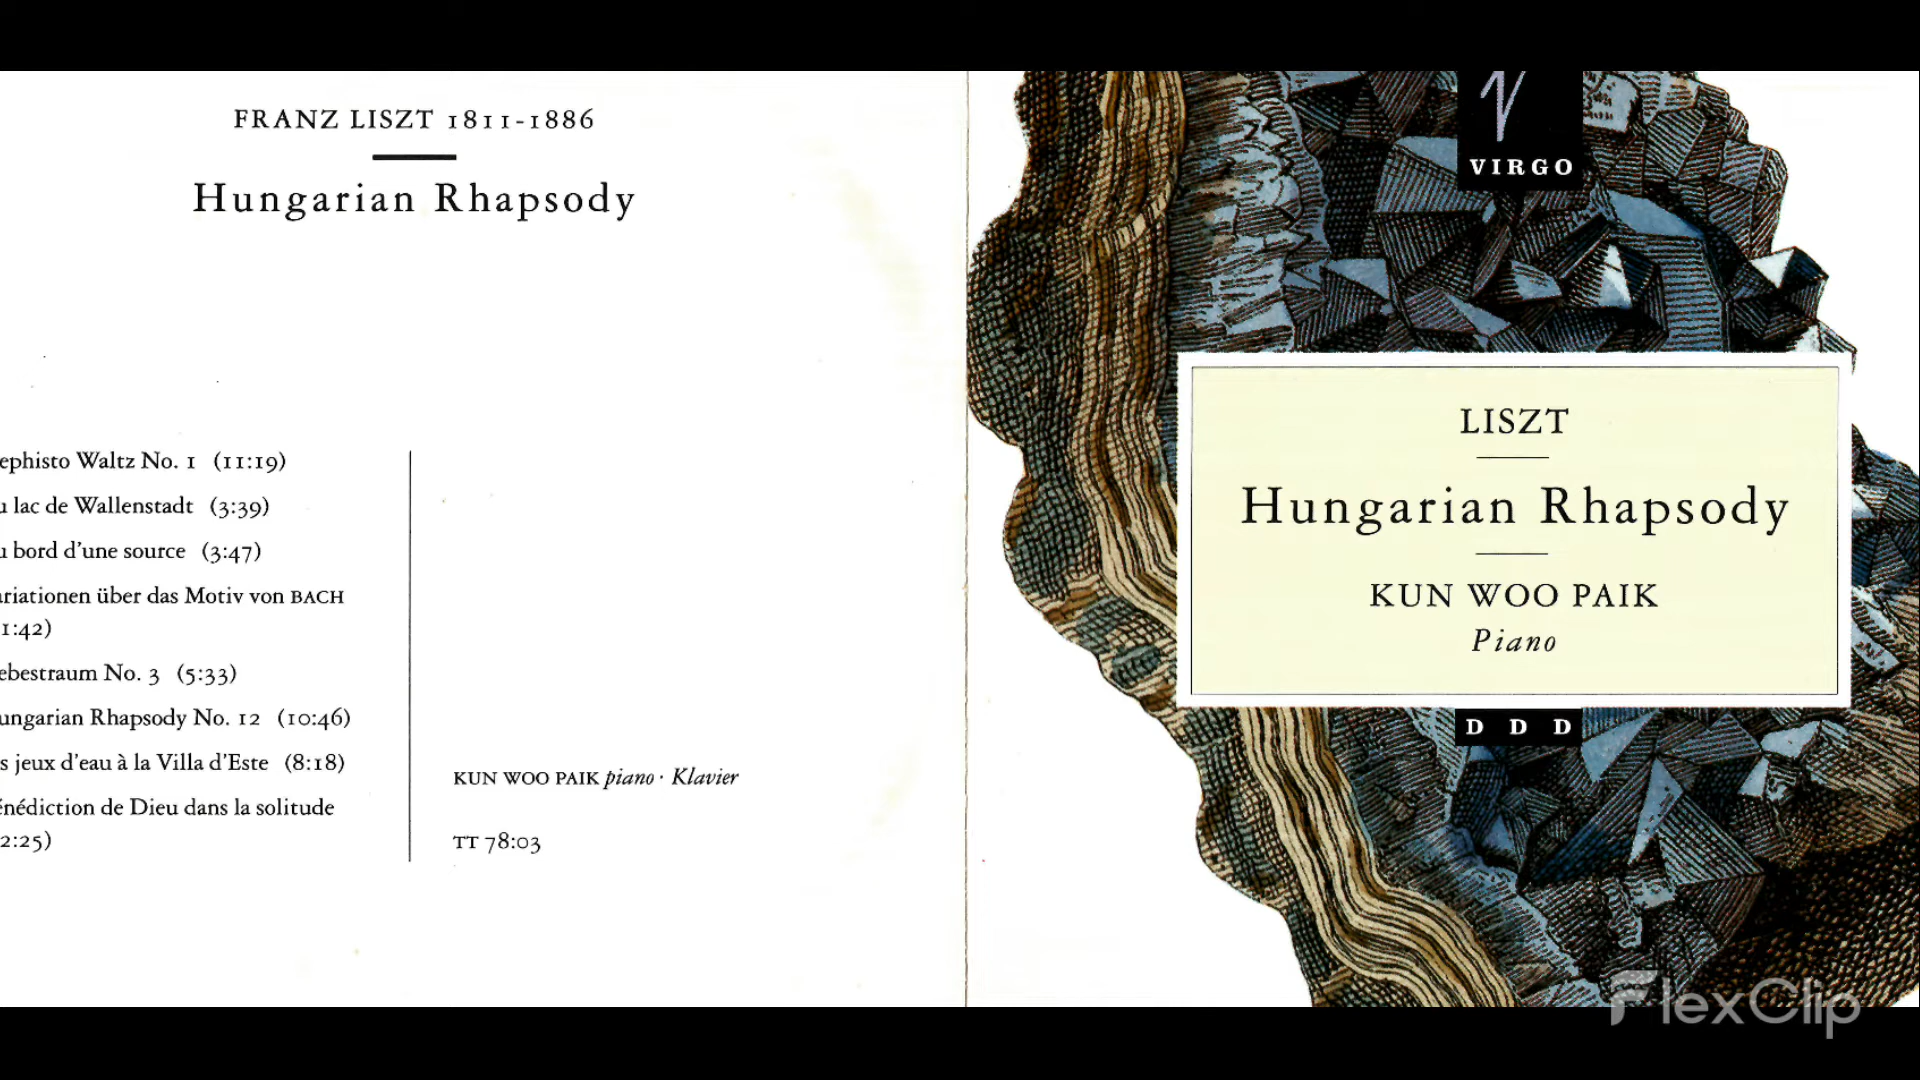 FRANZ LISZT 1811-1886
Hungarian Rhapsody
ephisto Waltz No. 1 (11:19)
u lac de Wallenstadt (3:39)
u bord d'une source (3:47)
ariationen über das Motiv von BACH
1:42)
ebestraum No. 3 (5:33)
ungarian Rhapsody No. 12 (10:46)
s jeux d'eau à la Villa d'Este (8:18)
énédiction de Dieu dans la solitude
2:25)
KUN WOO PAIK piano · Klavier
TT 78:03
VIRGO
LISZT
Hungarian Rhapsody
KUN WOO PAIK
Piano
D D D
FlexClip